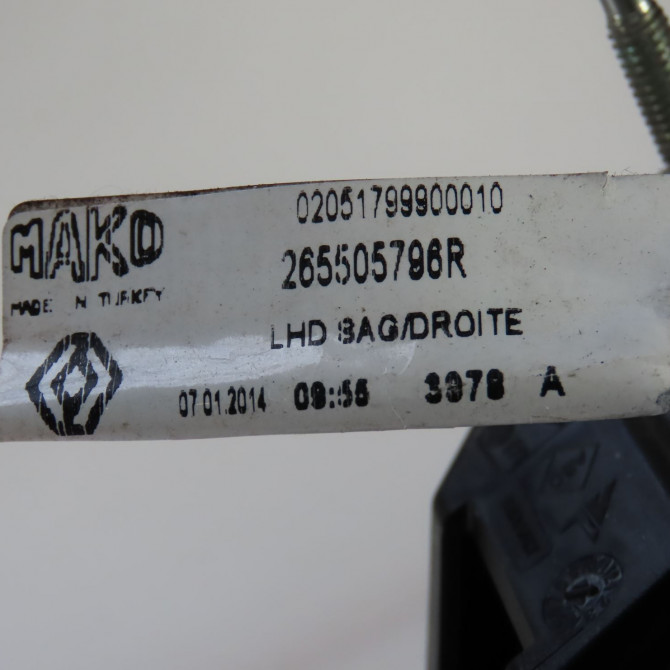 02051799900010
MAKO
265505796R
MADE IN TURKEY
LHD SAG/DROITE
07.01.2014 09:56 3978 A